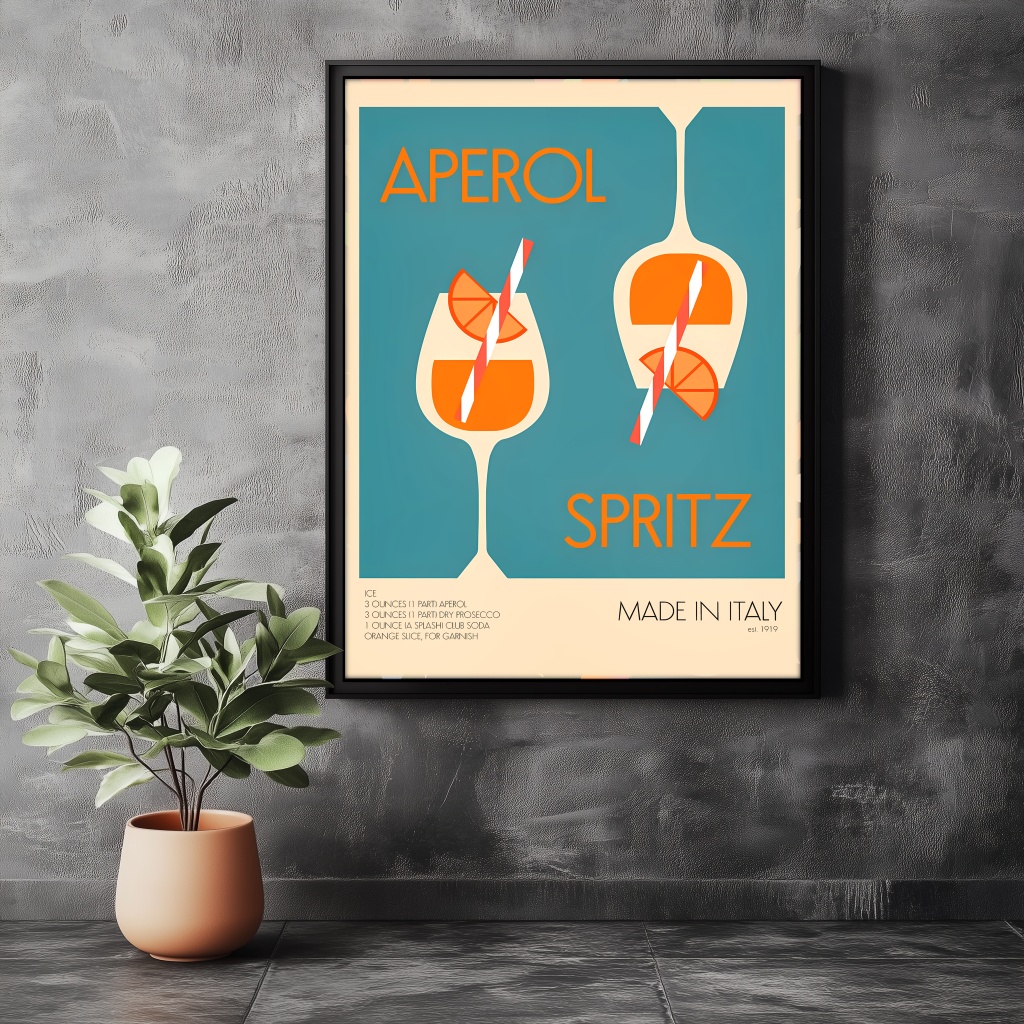 APEROL
SPRITZ
ICE
3 OUNCES (1 PART) APEROL
3 OUNCES (1 PART) DRY PROSECCO
1 OUNCE (A SPLASH) CLUB SODA
ORANGE SLICE, FOR GARNISH
MADE IN ITALY
est. 1919